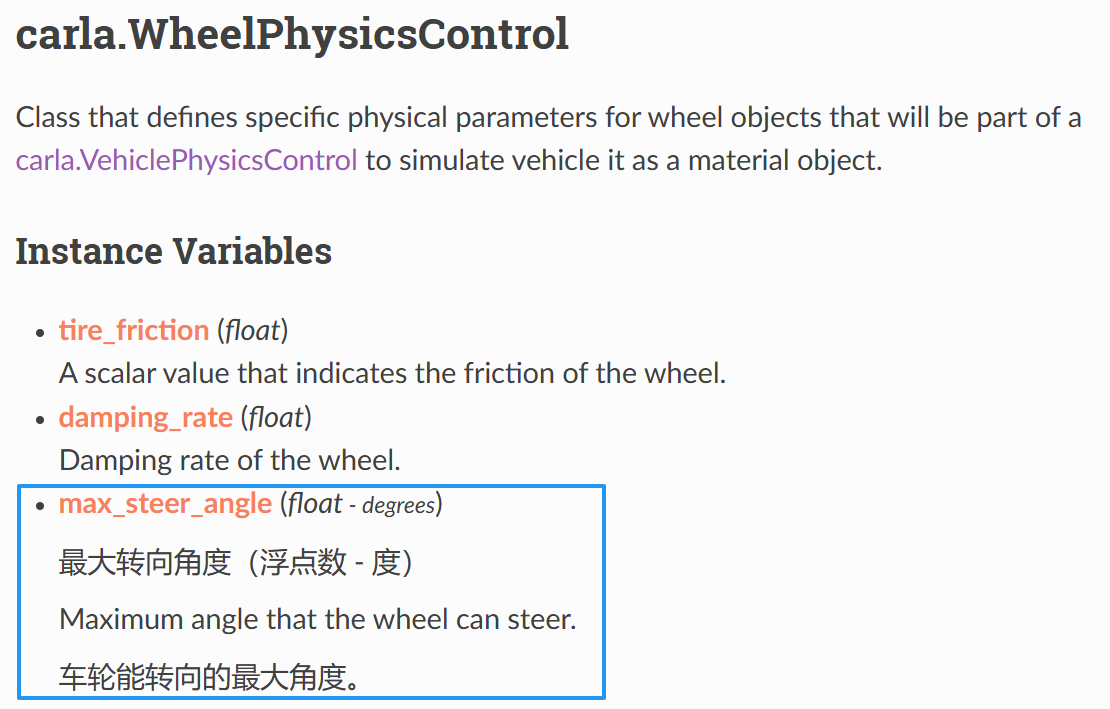 carla.WheelPhysicsControl
Class that defines specific physical parameters for wheel objects that will be part of a
carla.VehiclePhysicsControl to simulate vehicle it as a material object.
Instance Variables
• tire_friction (float)
A scalar value that indicates the friction of the wheel.
• damping_rate (float)
Damping rate of the wheel.
• max_steer_angle (float - degrees)
最大转向角度（浮点数 - 度）
Maximum angle that the wheel can steer.
车轮能转向的最大角度。